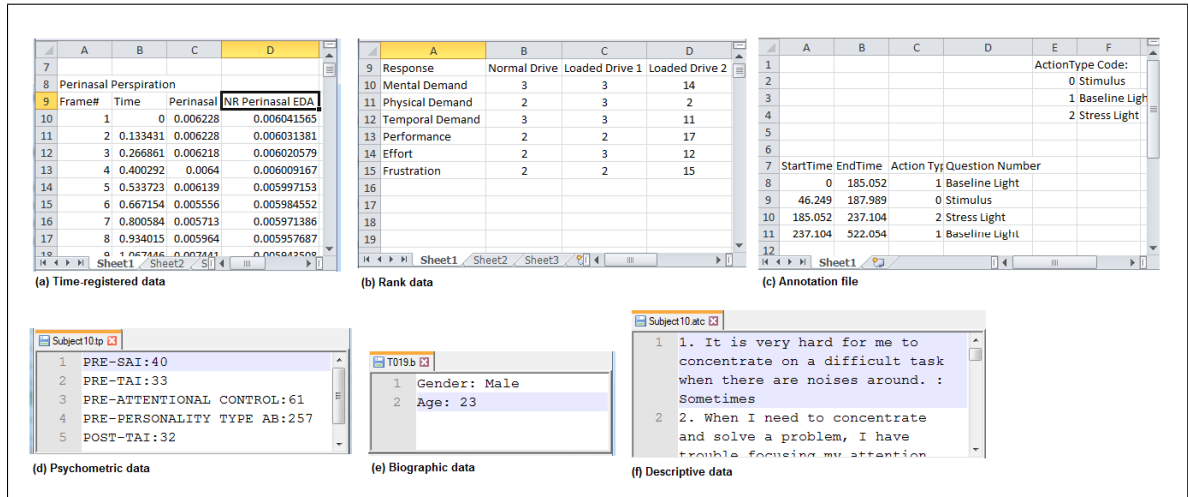 A B C D
7
8 Perinasal Perspiration
9 Frame# Time Perinasal NR Perinasal EDA
10 1 0 0.006228 0.006041565
11 2 0.133431 0.006228 0.006031381
12 3 0.266861 0.006218 0.006020579
13 4 0.400292 0.0064 0.006009167
14 5 0.533723 0.006139 0.005997153
15 6 0.667154 0.005556 0.005984552
16 7 0.800584 0.005713 0.005971386
17 8 0.934015 0.005964 0.005957687
18 9 1.067446 0.007441 0.005943508
Sheet1 Sheet2
(a) Time-registered data
A B C D
9 Response Normal Drive Loaded Drive 1 Loaded Drive 2
10 Mental Demand 3 3 14
11 Physical Demand 2 3 2
12 Temporal Demand 3 3 11
13 Performance 2 2 17
14 Effort 2 3 12
15 Frustration 2 2 15
16
17
18
19
Sheet1 Sheet2 Sheet3
(b) Rank data
A B C D E F
1 ActionType Code:
2 0 Stimulus
3 1 Baseline Ligh
4 2 Stress Light
5
6
7 StartTime EndTime Action Typ Question Number
8 0 185.052 1 Baseline Light
9 46.249 187.989 0 Stimulus
10 185.052 237.104 2 Stress Light
11 237.104 522.054 1 Baseline Light
12
Sheet1
(c) Annotation file
Subject10.tp
1 PRE-SAI:40
2 PRE-TAI:33
3 PRE-ATTENTIONAL CONTROL:61
4 PRE-PERSONALITY TYPE AB:257
5 POST-TAI:32
(d) Psychometric data
T019.b
1 Gender: Male
2 Age: 23
(e) Biographic data
Subject10.atc
1 1. It is very hard for me to
concentrate on a difficult task
when there are noises around. :
Sometimes
2 2. When I need to concentrate
and solve a problem, I have
trouble focusing my attention
(f) Descriptive data